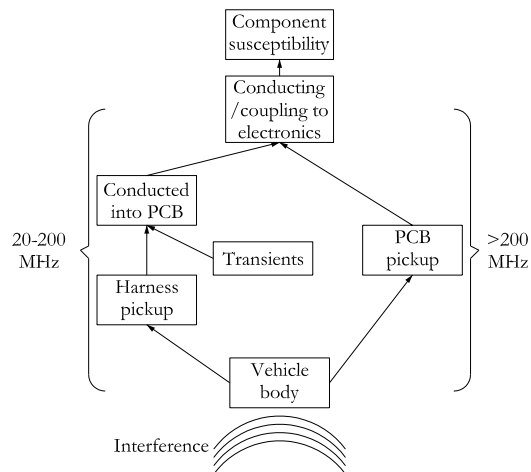 Component
susceptibility
Conducting
/coupling to
electronics
Conducted
into PCB
20-200
MHz
PCB
pickup
>200
MHz
Transients
Harness
pickup
Vehicle
body
Interference